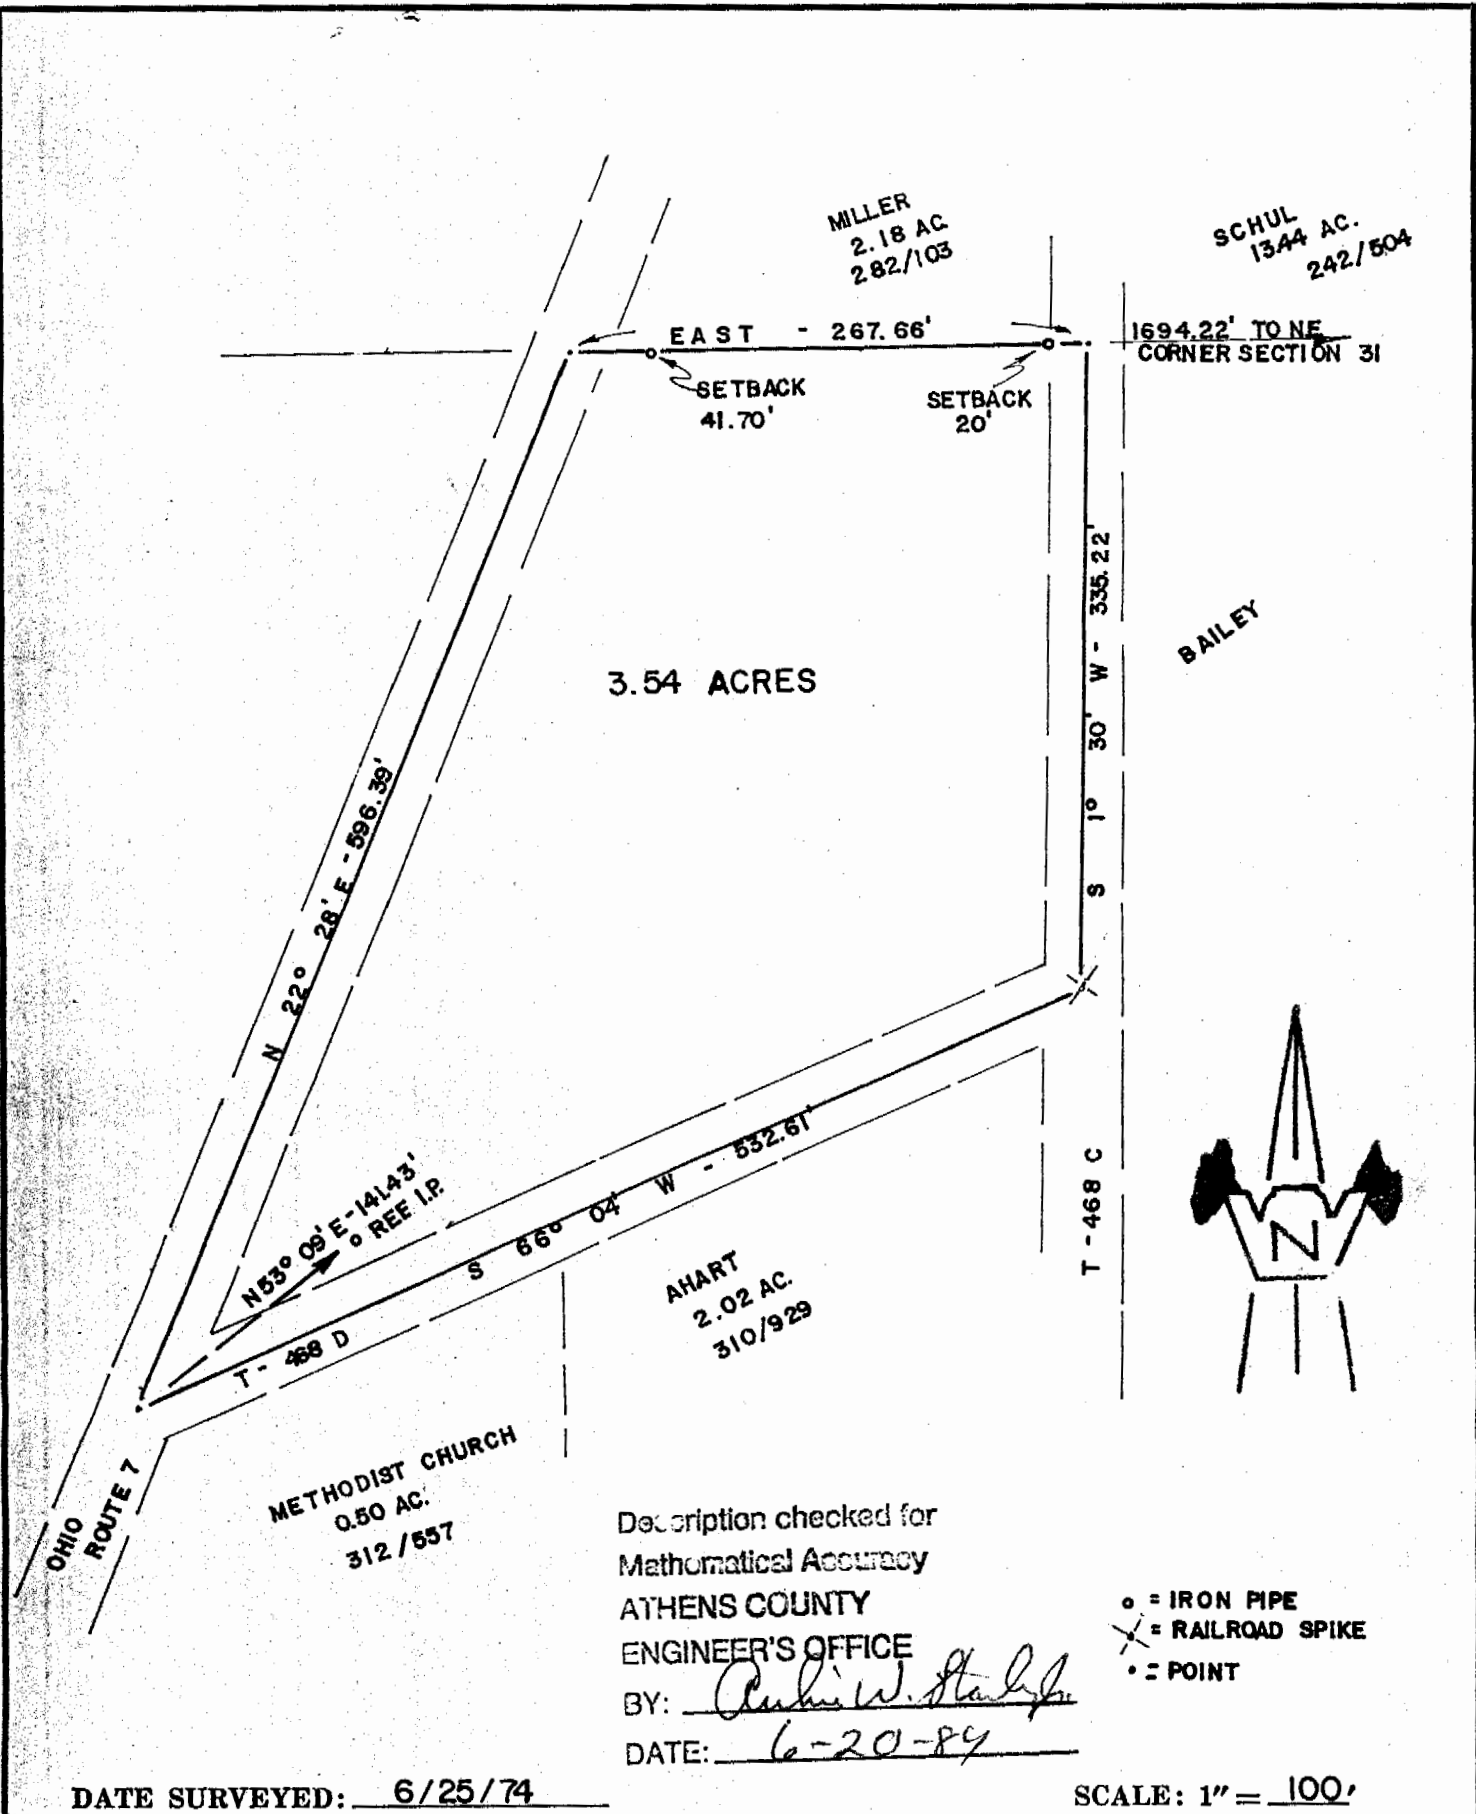 MILLER
2.18 AC.
282/103
SCHUL
13.44 AC.
242/504
EAST - 267.66'
1694.22' TO NE
CORNER SECTION 31
SETBACK
41.70'
SETBACK
20'
S 1° 30' W - 335.22'
BAILEY
3.54 ACRES
N 22° 28' E - 596.39'
N 53° 09' E - 141.43'
REE I.P.
S 66° 04' W - 532.61'
T - 468 D
T - 468 C
N
AHART
2.02 AC.
310/929
METHODIST CHURCH
0.50 AC.
312/557
OHIO
ROUTE 7
Description checked for
Mathematical Accuracy
ATHENS COUNTY
ENGINEER'S OFFICE
BY:
DATE: 6-20-84
o = IRON PIPE
= RAILROAD SPIKE
• = POINT
DATE SURVEYED: 6/25/74
SCALE: 1" = 100'